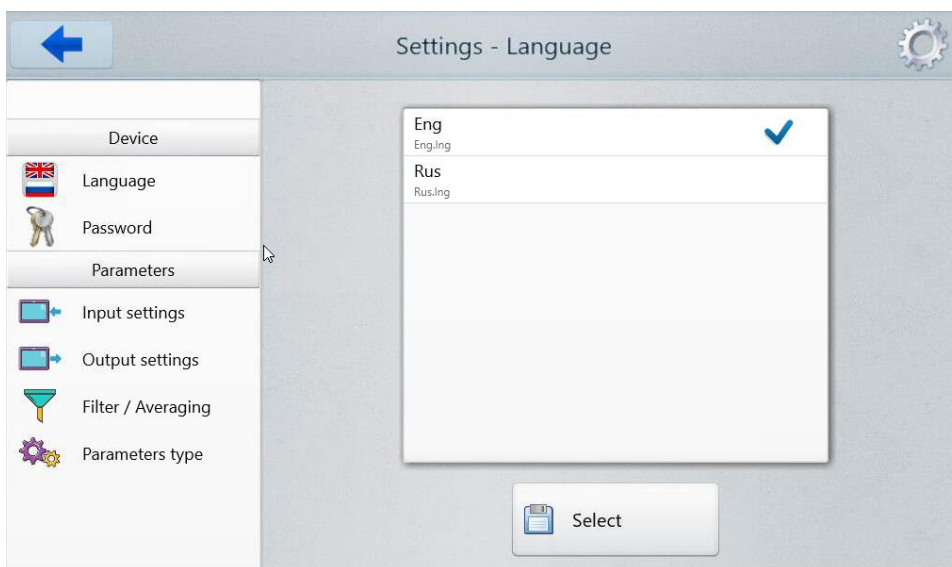 Settings - Language
Device
Language
Password
Parameters
Input settings
Output settings
Filter / Averaging
Parameters type
Eng
Eng.lng
Rus
Rus.lng
Select